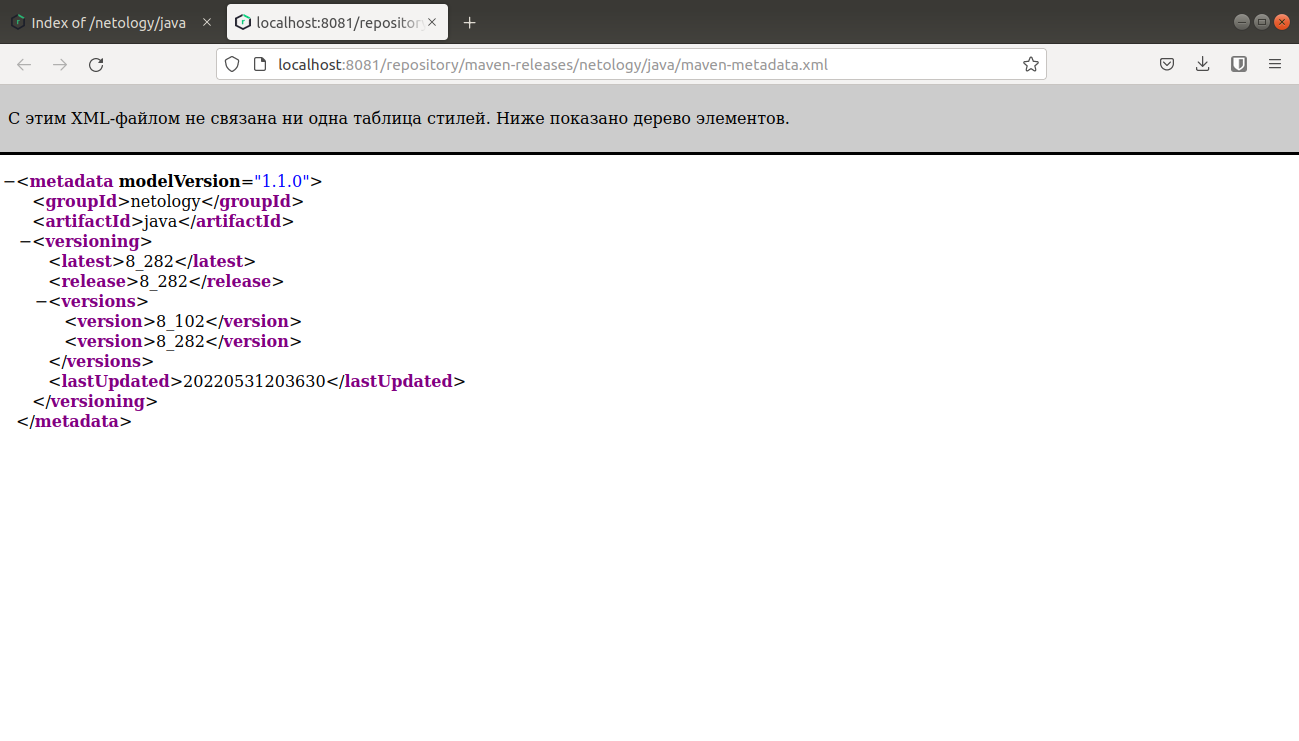 Index of /netology/java
localhost:8081/repository
localhost:8081/repository/maven-releases/netology/java/maven-metadata.xml
С этим XML-файлом не связана ни одна таблица стилей. Ниже показано дерево элементов.
−<metadata modelVersion="1.1.0">
<groupId>netology</groupId>
<artifactId>java</artifactId>
−<versioning>
<latest>8_282</latest>
<release>8_282</release>
−<versions>
<version>8_102</version>
<version>8_282</version>
</versions>
<lastUpdated>20220531203630</lastUpdated>
</versioning>
</metadata>